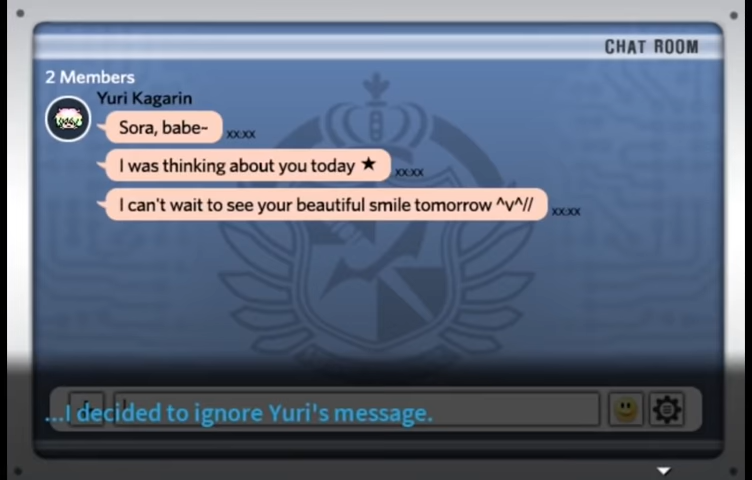 CHAT ROOM
2 Members
Yuri Kagarin
Sora, babe~
xx:xx
I was thinking about you today ★
xx:xx
I can't wait to see your beautiful smile tomorrow ^v^//
xx:xx
...I decided to ignore Yuri's message.